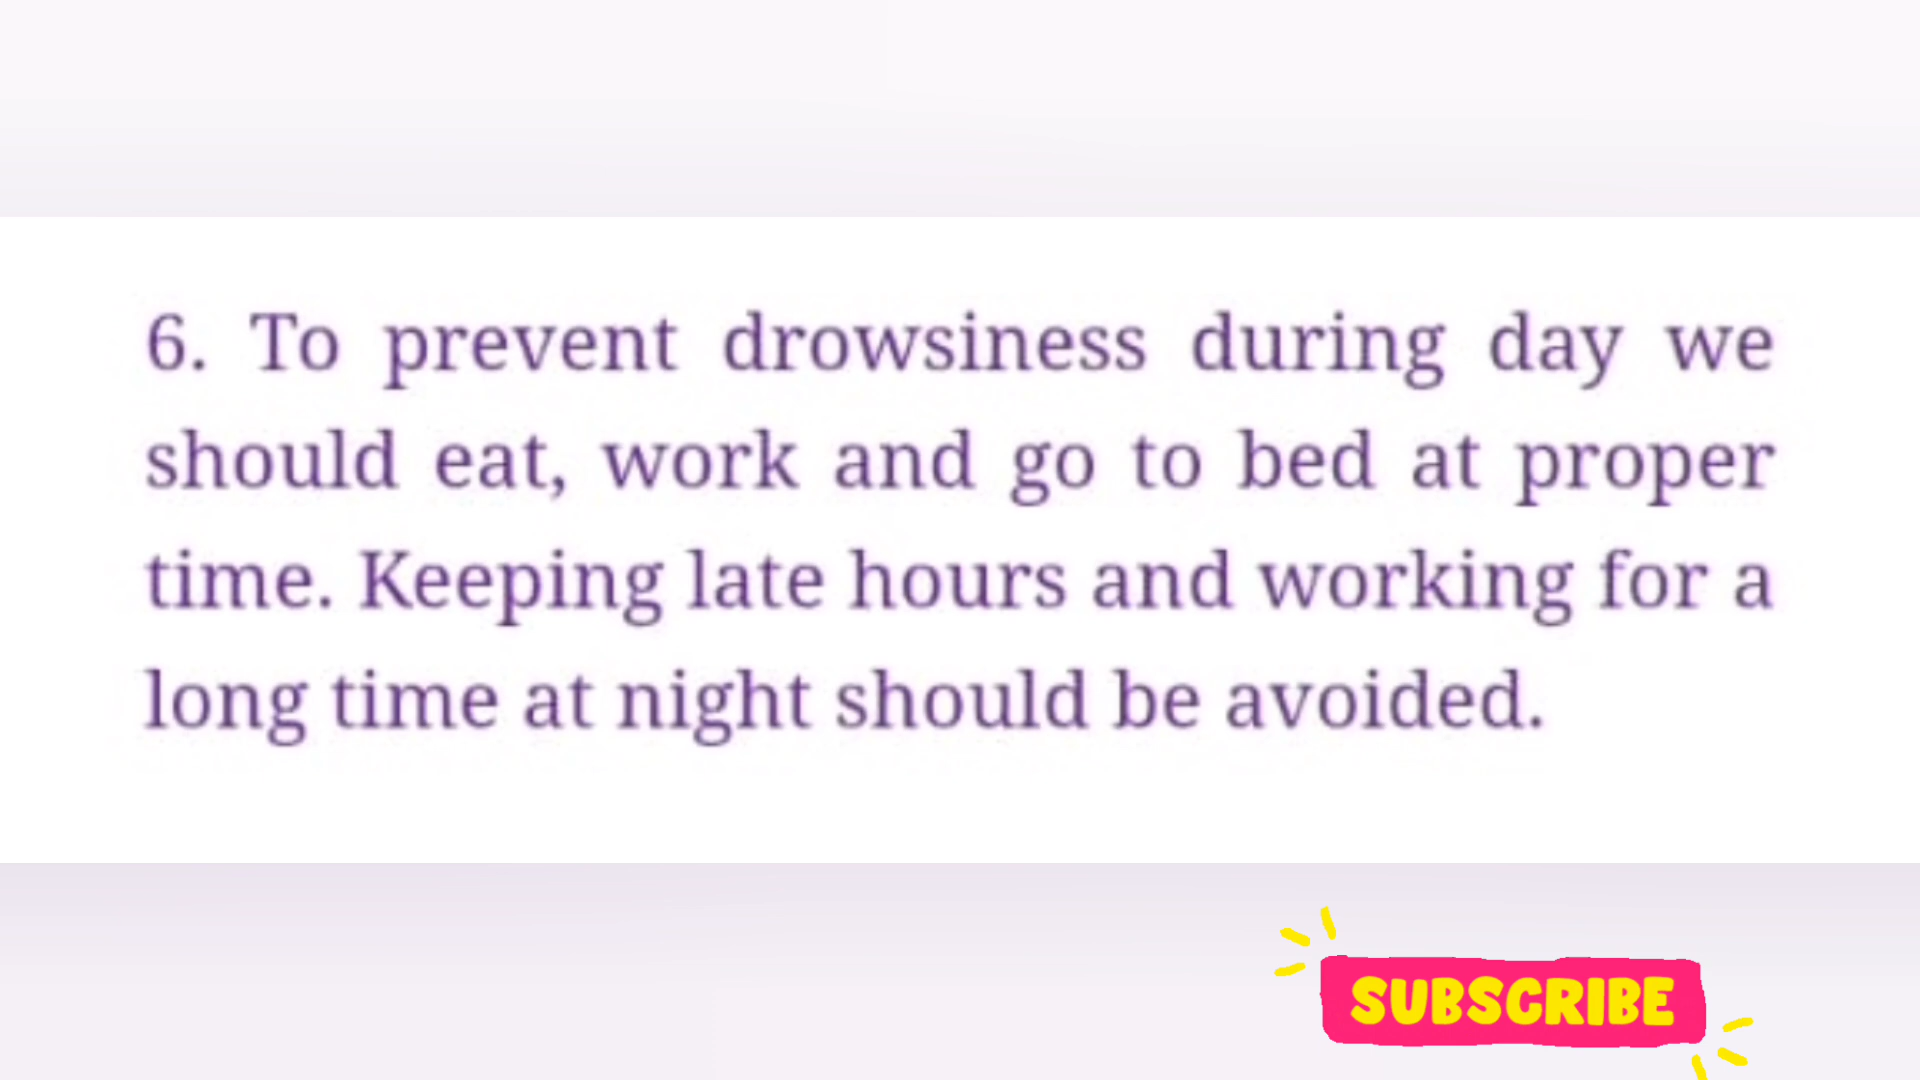 6. To prevent drowsiness during day we
should eat, work and go to bed at proper
time. Keeping late hours and working for a
long time at night should be avoided.
SUBSCRIBE